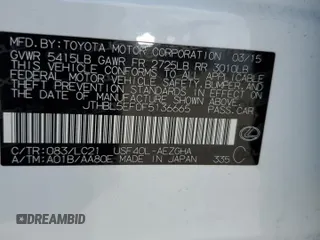 MFD. BY: TOYOTA MOTOR CORPORATION 03/15
GVWR 5415LB GAWR FR 2725LB RR 3010LB
THIS VEHICLE CONFORMS TO ALL APPLICABLE
FEDERAL MOTOR VEHICLE SAFETY, BUMPER, AND
THEFT PREVENTION STANDARDS IN EFFECT ON
THE DATE OF MANUFACTURE SHOWN ABOVE.
JTHBL5EF0F5136665 PASS.CAR
C/TR: 083/LC21 USF40L-AEZGHA
A/TM: A01B/AA80E MADE IN JAPAN 335 C